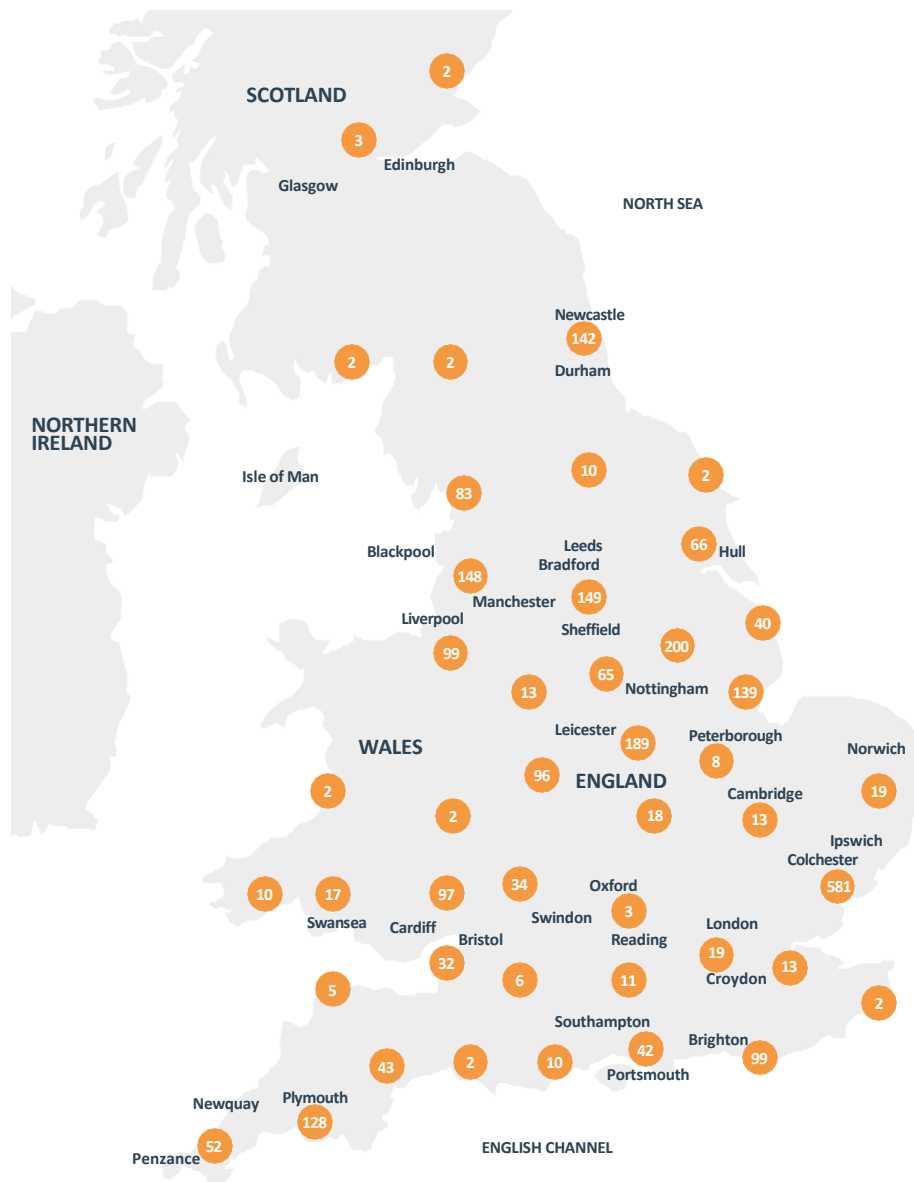 2
SCOTLAND
3
Edinburgh
Glasgow
NORTH SEA
Newcastle
142
Durham
2
2
NORTHERN
IRELAND
Isle of Man
10
2
83
66
Hull
Blackpool
Leeds
Bradford
148
Manchester
149
Liverpool
Sheffield
40
99
200
65
13
Nottingham
139
Leicester
189
Peterborough
WALES
8
Norwich
96
ENGLAND
2
Cambridge
19
2
18
13
Ipswich
Colchester
581
10
17
97
34
Oxford
3
Swansea
Cardiff
Swindon
London
Bristol
Reading
19
32
Croydon
13
5
6
11
2
Southampton
42
Brighton
43
2
10
Portsmouth
99
Newquay
Plymouth
128
52
Penzance
ENGLISH CHANNEL